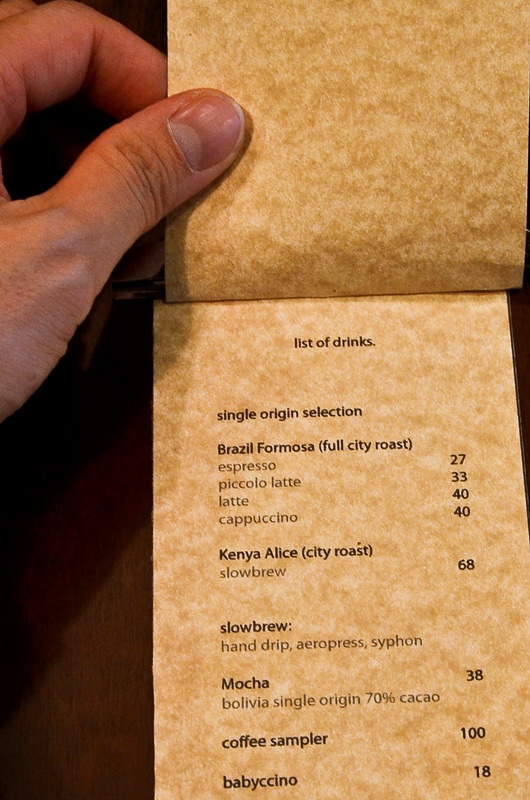 list of drinks.
single origin selection
Brazil Formosa (full city roast)
espresso 27
piccolo latte 33
latte 40
cappuccino 40
Kenya Alice (city roast)
slowbrew 68
slowbrew:
hand drip, aeropress, syphon
Mocha 38
bolivia single origin 70% cacao
coffee sampler 100
babyccino 18